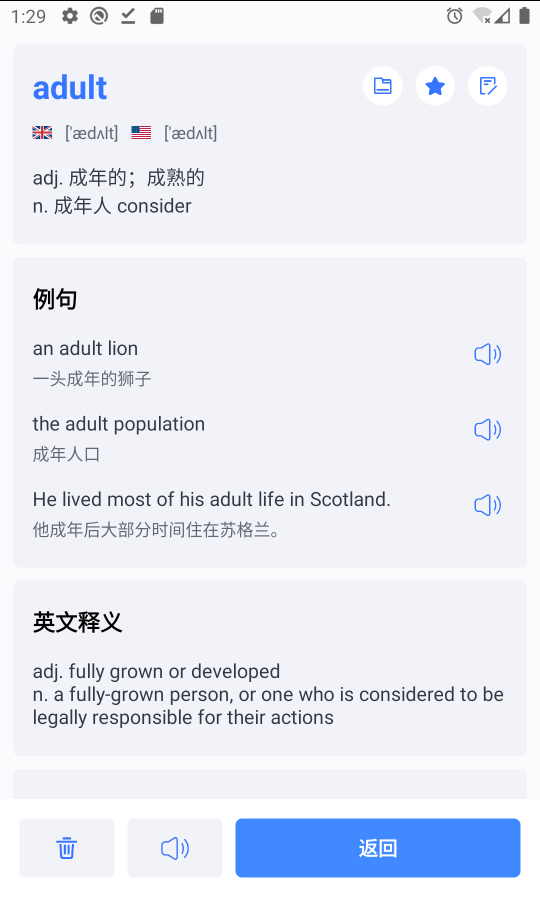 1:29
adult
['ædʌlt] ['ædʌlt]
adj. 成年的；成熟的
n. 成年人 consider
例句
an adult lion
一头成年的狮子
the adult population
成年人口
He lived most of his adult life in Scotland.
他成年后大部分时间住在苏格兰。
英文释义
adj. fully grown or developed
n. a fully-grown person, or one who is considered to be
legally responsible for their actions
返回